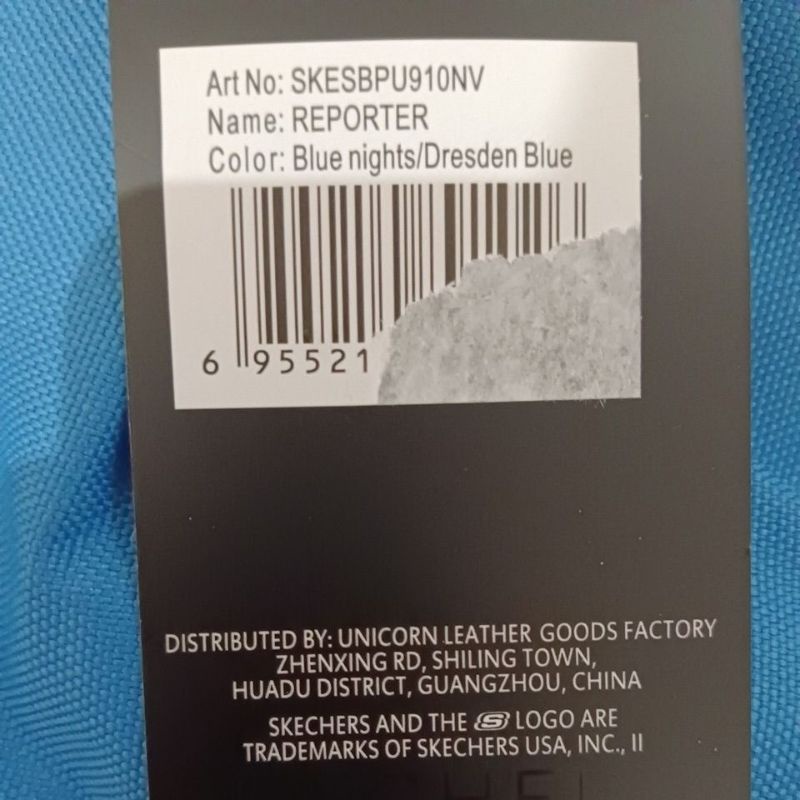 Art No: SKESBPU910NV
Name: REPORTER
Color: Blue nights/Dresden Blue
6 95521
DISTRIBUTED BY: UNICORN LEATHER GOODS FACTORY
ZHENXING RD, SHILING TOWN,
HUADU DISTRICT, GUANGZHOU, CHINA
SKECHERS AND THE S LOGO ARE
TRADEMARKS OF SKECHERS USA, INC., II